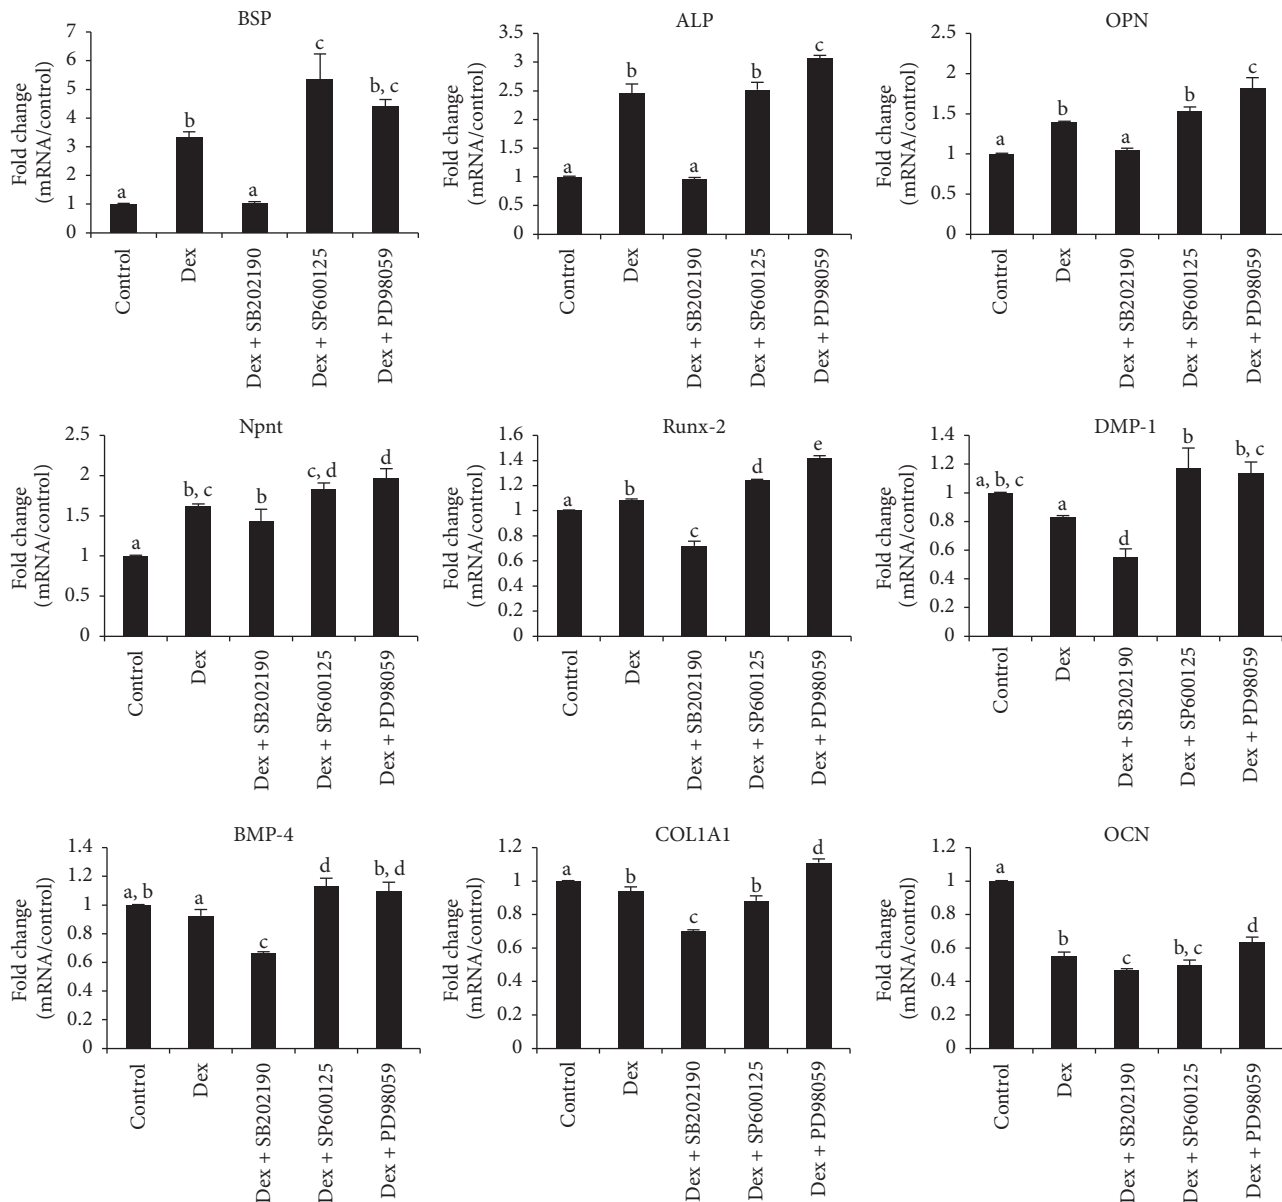 BSP
Fold change
(mRNA/control)
7
6
5
4
3
2
1
0
a
b
a
c
b, c
Control
Dex
Dex + SB202190
Dex + SP600125
Dex + PD98059
ALP
Fold change
(mRNA/control)
3.5
3
2.5
2
1.5
1
0.5
0
a
b
a
b
c
Control
Dex
Dex + SB202190
Dex + SP600125
Dex + PD98059
OPN
Fold change
(mRNA/control)
2.5
2
1.5
1
0.5
0
a
b
a
b
c
Control
Dex
Dex + SB202190
Dex + SP600125
Dex + PD98059
Npnt
Fold change
(mRNA/control)
2.5
2
1.5
1
0.5
0
a
b, c
b
c, d
d
Control
Dex
Dex + SB202190
Dex + SP600125
Dex + PD98059
Runx-2
Fold change
(mRNA/control)
1.6
1.4
1.2
1
0.8
0.6
0.4
0.2
0
a
b
c
d
e
Control
Dex
Dex + SB202190
Dex + SP600125
Dex + PD98059
DMP-1
Fold change
(mRNA/control)
1.4
1.2
1
0.8
0.6
0.4
0.2
0
a, b, c
a
d
b
b, c
Control
Dex
Dex + SB202190
Dex + SP600125
Dex + PD98059
BMP-4
Fold change
(mRNA/control)
1.4
1.2
1
0.8
0.6
0.4
0.2
0
a, b
a
c
d
b, d
Control
Dex
Dex + SB202190
Dex + SP600125
Dex + PD98059
COL1A1
Fold change
(mRNA/control)
1.2
1
0.8
0.6
0.4
0.2
0
a
b
c
b
d
Control
Dex
Dex + SB202190
Dex + SP600125
Dex + PD98059
OCN
Fold change
(mRNA/control)
1.2
1
0.8
0.6
0.4
0.2
0
a
b
c
b, c
d
Control
Dex
Dex + SB202190
Dex + SP600125
Dex + PD98059